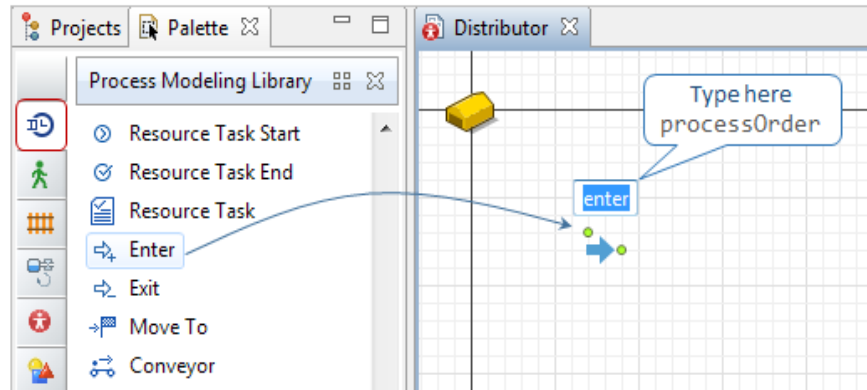 Projects
Palette
Distributor
Process Modeling Library
Type here
processOrder
Resource Task Start
Resource Task End
Resource Task
enter
Enter
Exit
Move To
Conveyor